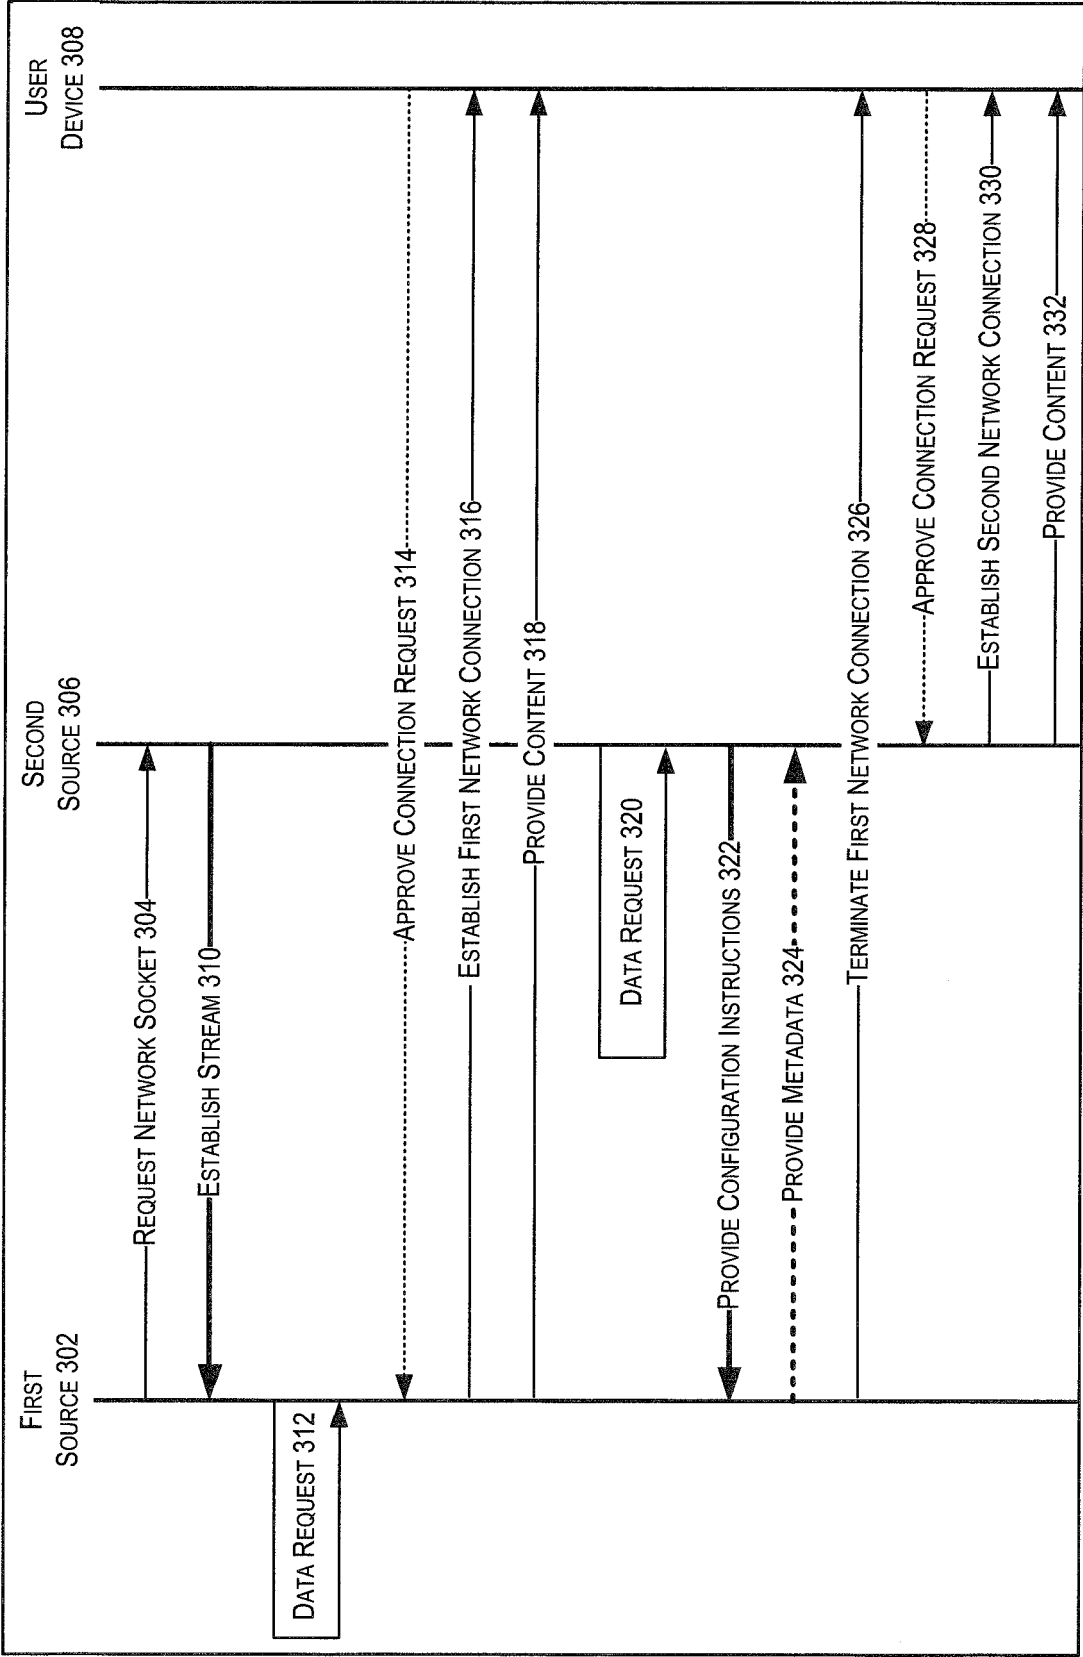 FIRST
SOURCE 302
SECOND
SOURCE 306
USER
DEVICE 308
REQUEST NETWORK SOCKET 304
ESTABLISH STREAM 310
DATA REQUEST 312
APPROVE CONNECTION REQUEST 314
ESTABLISH FIRST NETWORK CONNECTION 316
PROVIDE CONTENT 318
DATA REQUEST 320
PROVIDE CONFIGURATION INSTRUCTIONS 322
PROVIDE METADATA 324
TERMINATE FIRST NETWORK CONNECTION 326
APPROVE CONNECTION REQUEST 328
ESTABLISH SECOND NETWORK CONNECTION 330
PROVIDE CONTENT 332